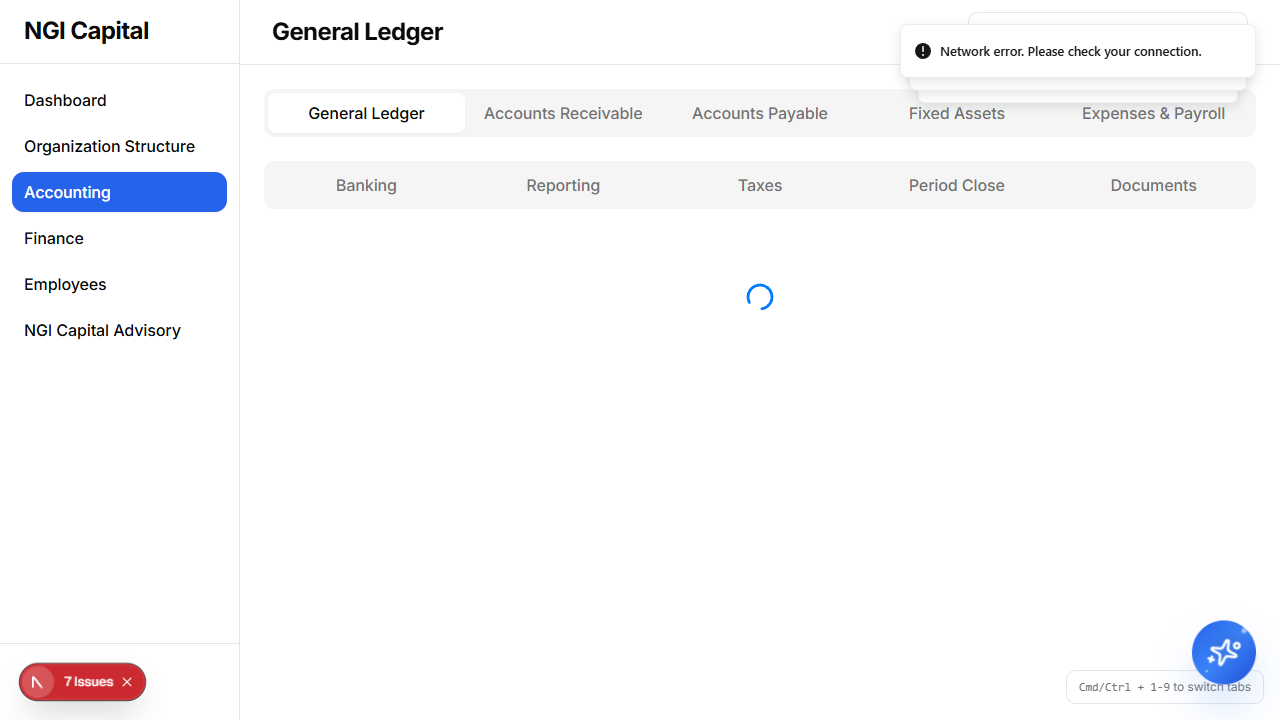 NGI Capital
General Ledger
Network error. Please check your connection.
Dashboard
Organization Structure
Accounting
Finance
Employees
NGI Capital Advisory
General Ledger
Accounts Receivable
Accounts Payable
Fixed Assets
Expenses & Payroll
Banking
Reporting
Taxes
Period Close
Documents
7 Issues
Cmd/Ctrl + 1-9 to switch tabs